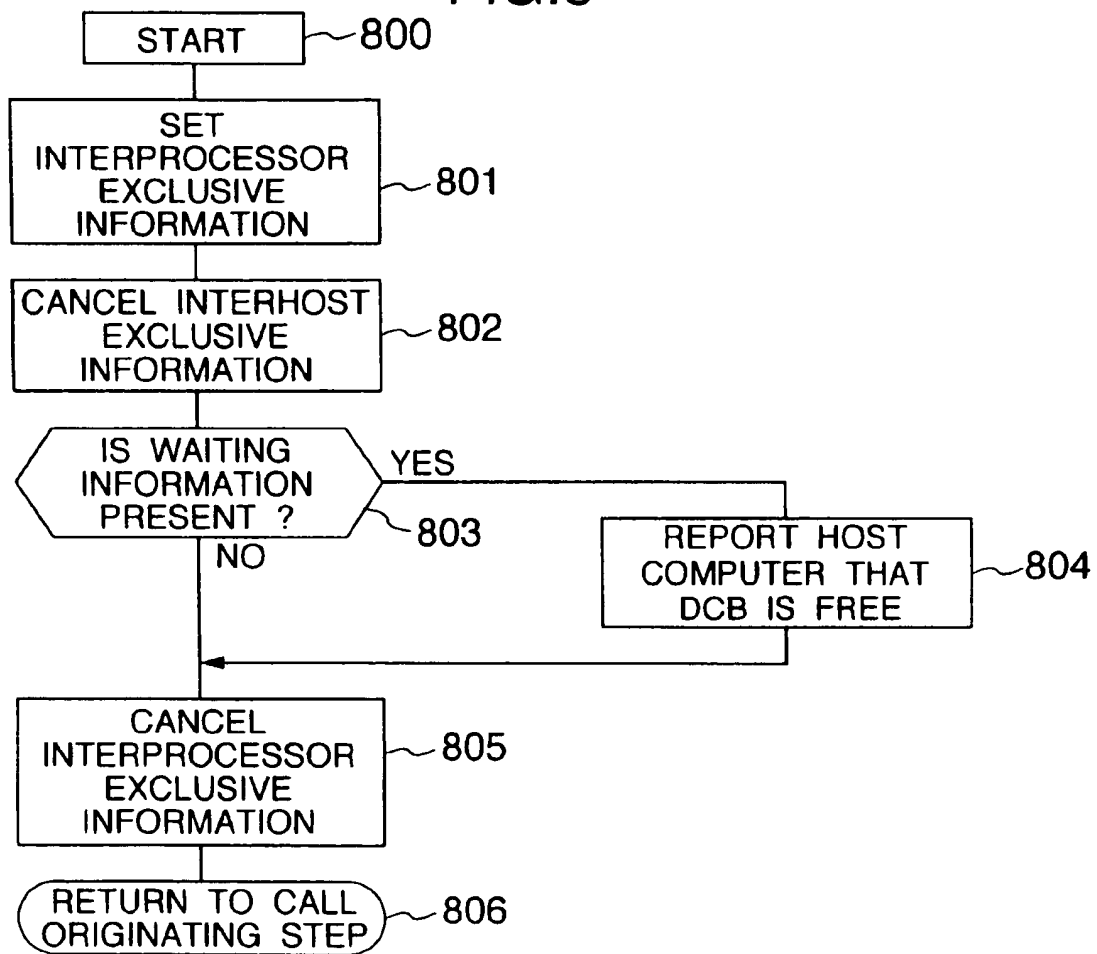 START
800
SET
INTERPROCESSOR
EXCLUSIVE
INFORMATION
801
CANCEL INTERHOST
EXCLUSIVE
INFORMATION
802
IS WAITING
INFORMATION
PRESENT ?
803
YES
NO
REPORT HOST
COMPUTER THAT
DCB IS FREE
804
CANCEL
INTERPROCESSOR
EXCLUSIVE
INFORMATION
805
RETURN TO CALL
ORIGINATING STEP
806